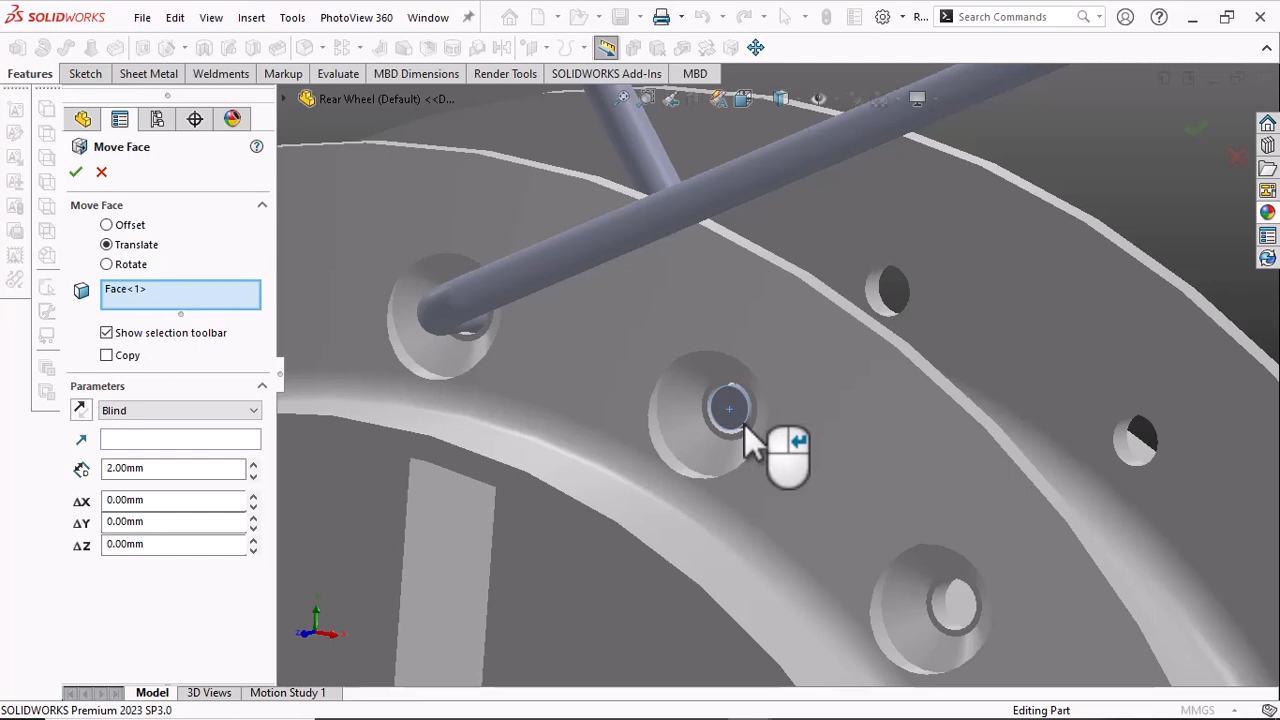 SOLIDWORKS File Edit View Insert Tools PhotoView 360 Window R... Search Commands
Features Sketch Sheet Metal Weldments Markup Evaluate MBD Dimensions Render Tools SOLIDWORKS Add-Ins MBD
Rear Wheel (Default) <<D...
Move Face
Move Face
Offset
Translate
Rotate
Face<1>
Show selection toolbar
Copy
Parameters
Blind
2.00mm
ΔX 0.00mm
ΔY 0.00mm
ΔZ 0.00mm
Model 3D Views Motion Study 1
SOLIDWORKS Premium 2023 SP3.0 Editing Part MMGS